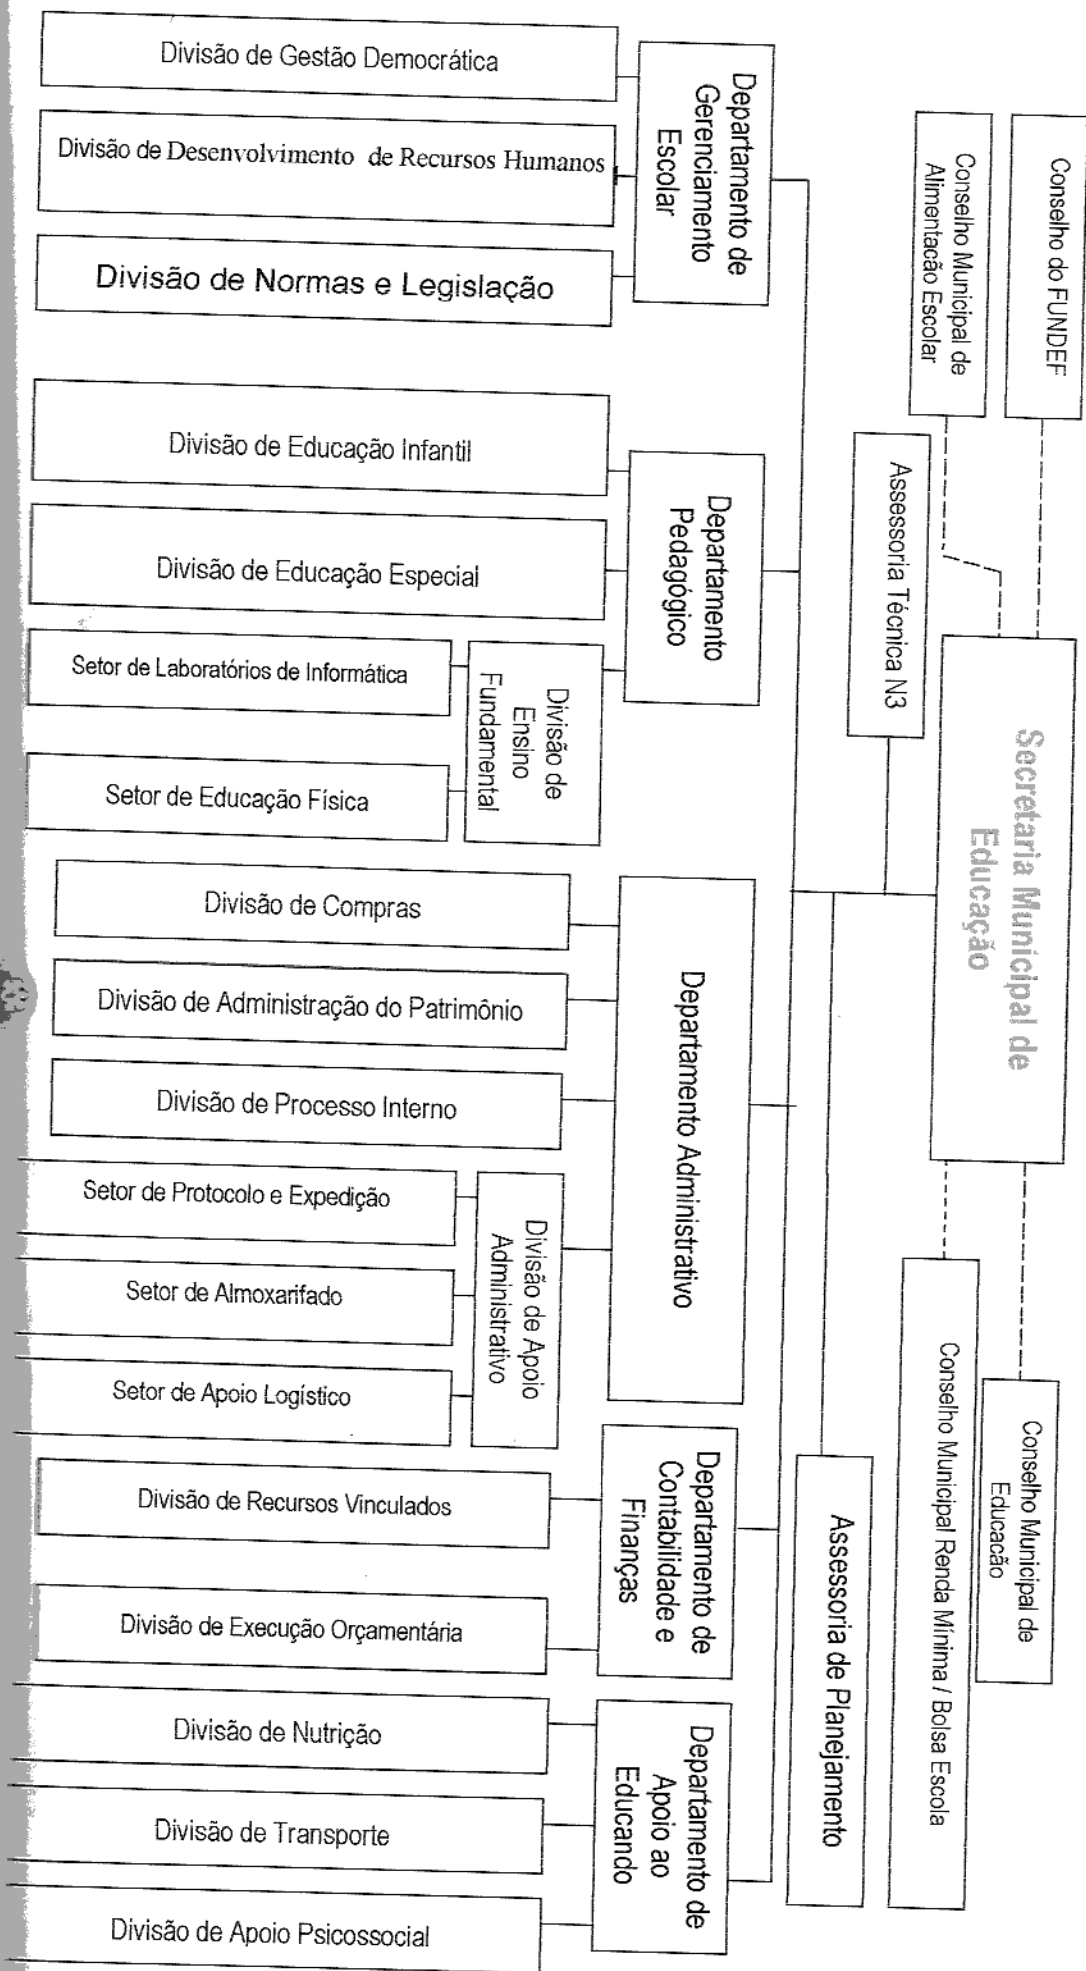 Conselho do FUNDEF
Conselho Municipal de
Alimentação Escolar
Secretaria Municipal de
Educação
Conselho Municipal de
Educacão
Conselho Municipal Renda Mínima / Bolsa Escola
Assessoria Técnica N3
Assessoria de Planejamento
Departamento de
Gerenciamento
Escolar
Divisão de Gestão Democrática
Divisão de Desenvolvimento de Recursos Humanos
Divisão de Normas e Legislação
Departamento
Pedagógico
Divisão de Educação Infantil
Divisão de Educação Especial
Divisão de
Ensino
Fundamental
Setor de Laboratórios de Informática
Setor de Educação Física
Departamento Administrativo
Divisão de Compras
Divisão de Administração do Patrimônio
Divisão de Processo Interno
Divisão de Apoio
Administrativo
Setor de Protocolo e Expedição
Setor de Almoxarifado
Setor de Apoio Logístico
Departamento de
Contabilidade e
Finanças
Divisão de Recursos Vinculados
Divisão de Execução Orçamentária
Departamento de
Apoio ao
Educando
Divisão de Nutrição
Divisão de Transporte
Divisão de Apoio Psicossocial